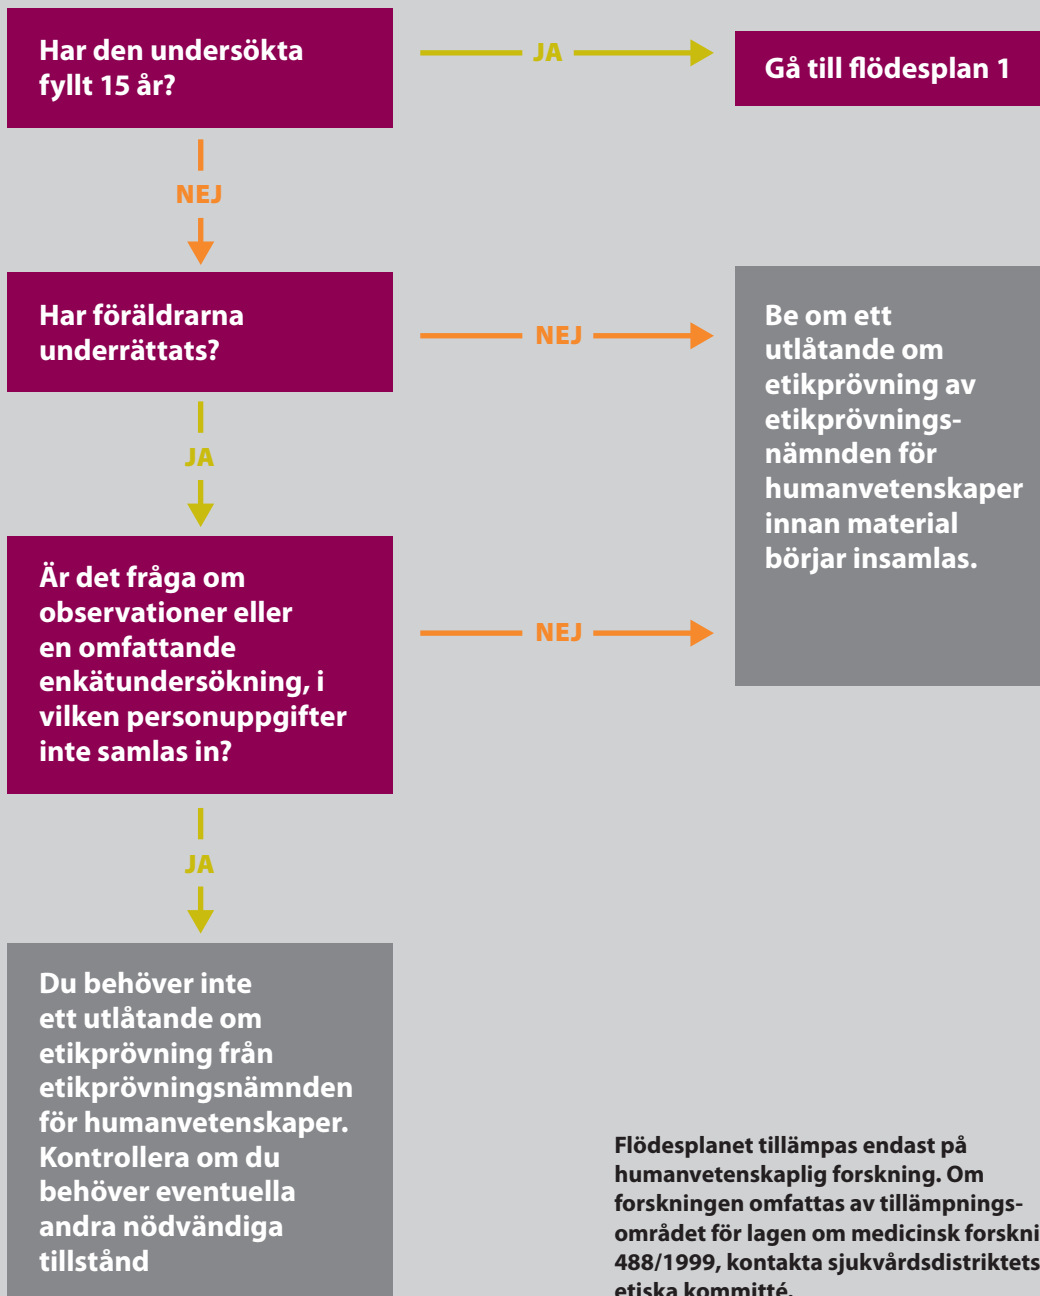 Har den undersökta
fyllt 15 år?
JA
Gå till flödesplan 1
NEJ
Har föräldrarna
underrättats?
NEJ
Be om ett
utlåtande om
etikprövning av
etikprövnings-
nämnden för
humanvetenskaper
innan material
börjar insamlas.
JA
Är det fråga om
observationer eller
en omfattande
enkätundersökning, i
vilken personuppgifter
inte samlas in?
NEJ
JA
Du behöver inte
ett utlåtande om
etikprövning från
etikprövningsnämnden
för humanvetenskaper.
Kontrollera om du
behöver eventuella
andra nödvändiga
tillstånd
Flödesplanet tillämpas endast på
humanvetenskaplig forskning. Om
forskningen omfattas av tillämpnings-
området för lagen om medicinsk forskni
488/1999, kontakta sjukvårdsdistriktets
etiska kommitté.